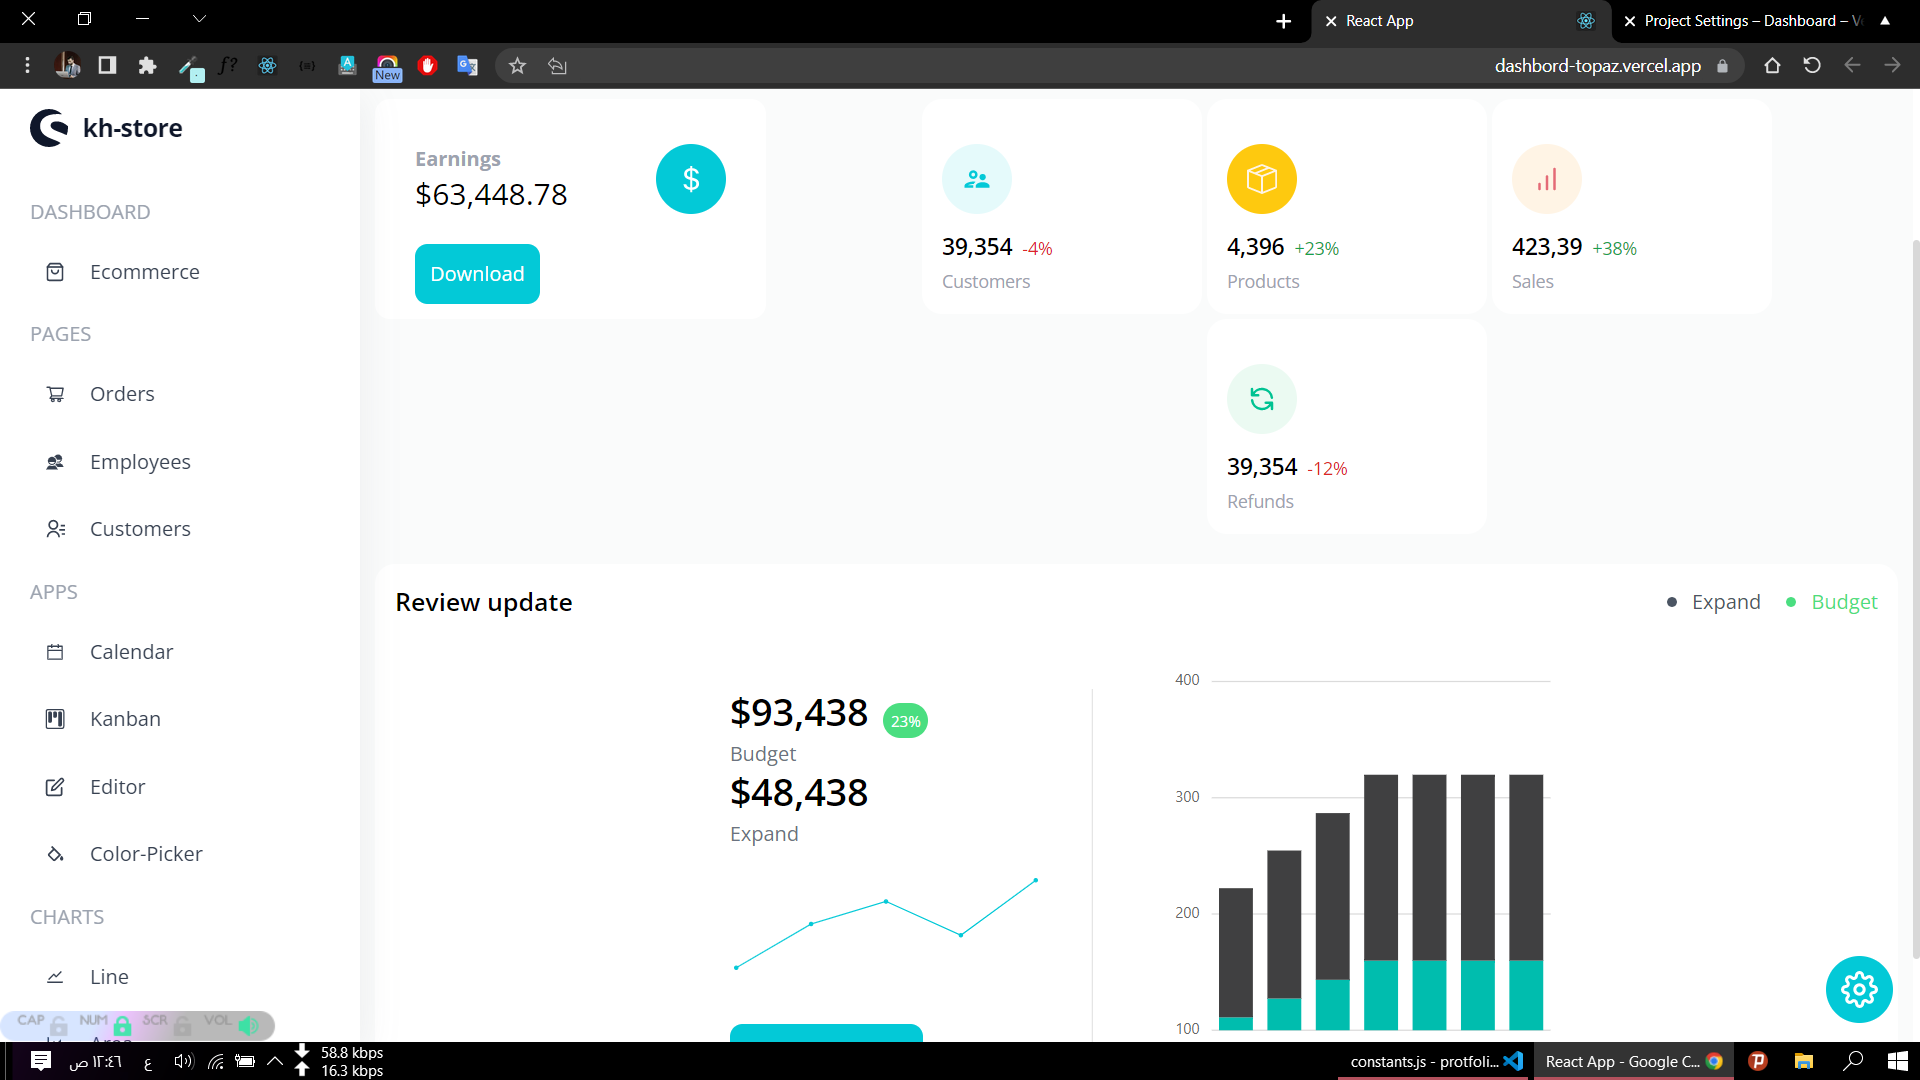 React App
Project Settings – Dashboard – V
New
dashbord-topaz.vercel.app
kh-store
DASHBOARD
Ecommerce
PAGES
Orders
Employees
Customers
APPS
Calendar
Kanban
Editor
Color-Picker
CHARTS
Line
Area
Earnings
$63,448.78
$
Download
39,354 -4%
Customers
4,396 +23%
Products
423,39 +38%
Sales
39,354 -12%
Refunds
Review update
Expand
Budget
$93,438 23%
Budget
$48,438
Expand
400
300
200
100
CAP NUM SCR VOL
١٢:٤٦ ص
ع
58.8 kbps
16.3 kbps
constants.js - protfoli...
React App - Google C...